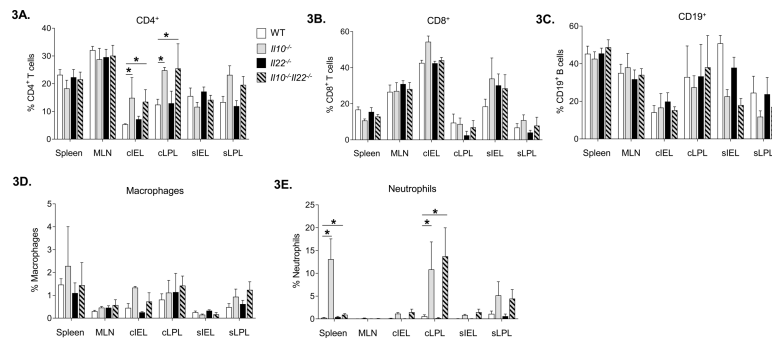 3A.
CD4⁺
% CD4⁺ T cells
40
30
20
10
0
Spleen MLN cIEL cLPL sIEL sLPL
* * * *
WT
Il10⁻/⁻
Il22⁻/⁻
Il10⁻/⁻Il22⁻/⁻
3B.
CD8⁺
% CD8⁺ T cells
60
40
20
0
Spleen MLN cIEL cLPL sIEL sLPL
3C.
CD19⁺
% CD19⁺ B cells
60
40
20
0
Spleen MLN cIEL cLPL sIEL sLPL
3D.
Macrophages
% Macrophages
5
4
3
2
1
0
Spleen MLN cIEL cLPL sIEL sLPL
3E.
Neutrophils
% Neutrophils
25
20
15
10
5
0
Spleen MLN cIEL cLPL sIEL sLPL
* * * *